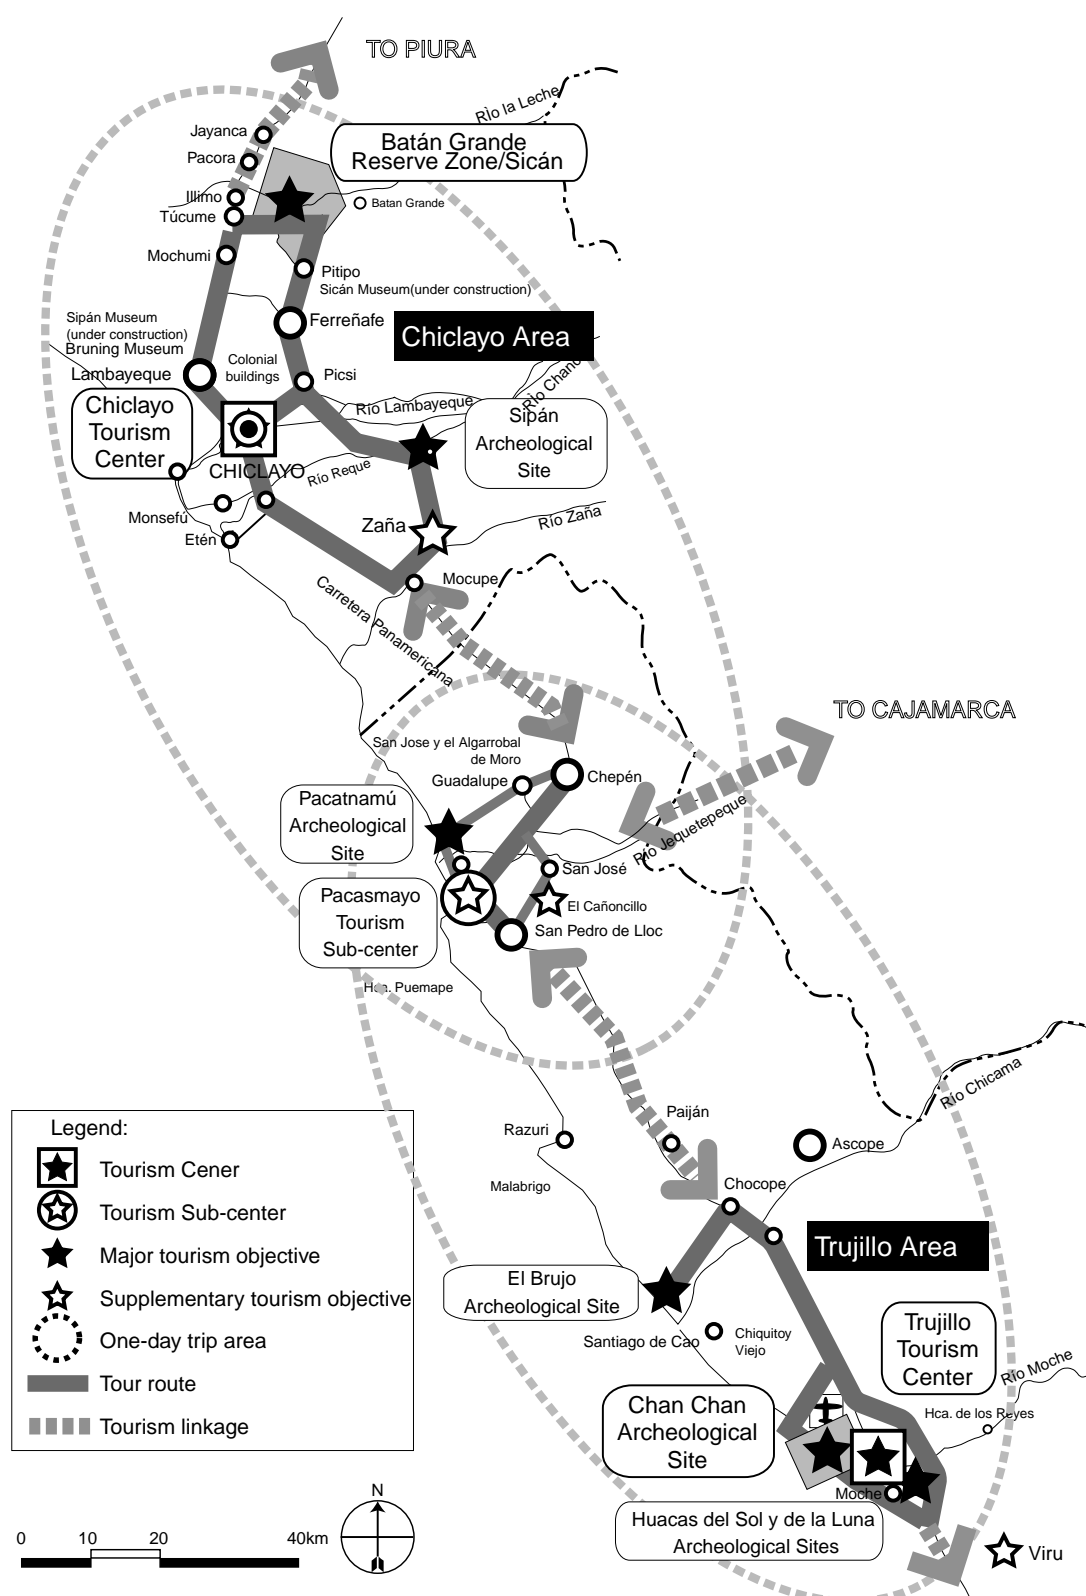 TO PIURA
Río la Leche
Jayanca
Batán Grande
Reserve Zone/Sicán
Pacora
Illimo
Batan Grande
Túcume
Mochumi
Pitipo
Sicán Museum(under construction)
Sipán Museum
(under construction)
Bruning Museum
Ferreñafe
Chiclayo Area
Colonial
buildings
Lambayeque
Picsi
Río Chanc
Río Lambayeque
Chiclayo
Tourism
Center
Sipán
Archeological
Site
CHICLAYO
Río Reque
Monsefú
Zaña
Río Zaña
Etén
Mocupe
Carretera Panamericana
TO CAJAMARCA
San Jose y el Algarrobal
de Moro
Guadalupe
Chepén
Pacatnamú
Archeological
Site
Río Jequetepeque
San José
Pacasmayo
Tourism
Sub-center
El Cañoncillo
San Pedro de Lloc
Hca. Puemape
Río Chicama
Paiján
Razuri
Ascope
Malabrigo
Chocope
Legend:
Tourism Cener
Tourism Sub-center
Major tourism objective
Supplementary tourism objective
One-day trip area
Tour route
Tourism linkage
Trujillo Area
El Brujo
Archeological Site
Santiago de Cao
Chiquitoy
Viejo
Trujillo
Tourism
Center
Río Moche
Chan Chan
Archeological
Site
Hca. de los Reyes
Moche
Huacas del Sol y de la Luna
Archeological Sites
Viru
N
0 10 20 40km